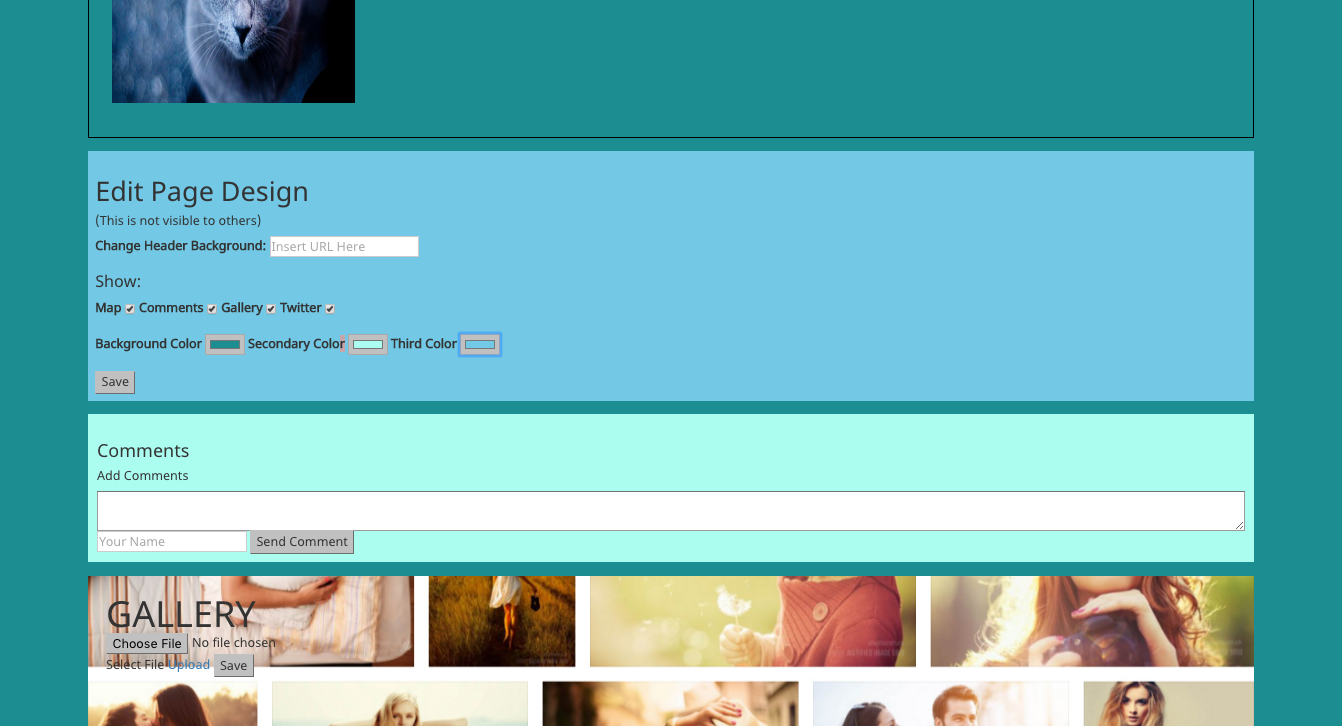 Edit Page Design
(This is not visible to others)
Change Header Background: Insert URL Here
Show:
Map Comments Gallery Twitter
Background Color Secondary Color Third Color
Save
Comments
Add Comments
Your Name Send Comment
GALLERY
Choose File No file chosen
Select File Upload Save